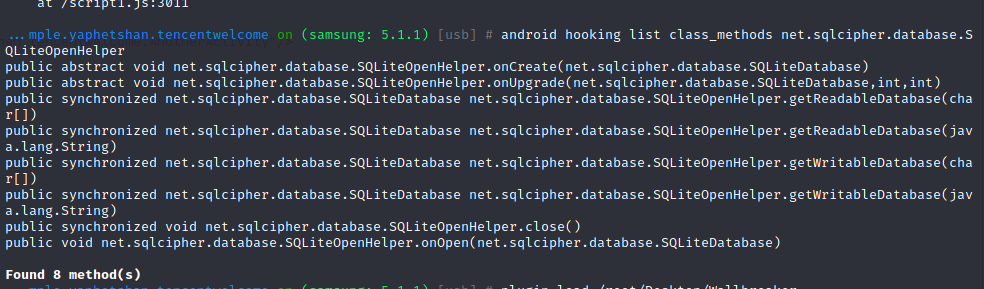 at /script1.js:3011
...mple.yaphetshan.tencentwelcome on (samsung: 5.1.1) [usb] # android hooking list class_methods net.sqlcipher.database.S
QLiteOpenHelper
public abstract void net.sqlcipher.database.SQLiteOpenHelper.onCreate(net.sqlcipher.database.SQLiteDatabase)
public abstract void net.sqlcipher.database.SQLiteOpenHelper.onUpgrade(net.sqlcipher.database.SQLiteDatabase,int,int)
public synchronized net.sqlcipher.database.SQLiteDatabase net.sqlcipher.database.SQLiteOpenHelper.getReadableDatabase(cha
r[])
public synchronized net.sqlcipher.database.SQLiteDatabase net.sqlcipher.database.SQLiteOpenHelper.getReadableDatabase(jav
a.lang.String)
public synchronized net.sqlcipher.database.SQLiteDatabase net.sqlcipher.database.SQLiteOpenHelper.getWritableDatabase(cha
r[])
public synchronized net.sqlcipher.database.SQLiteDatabase net.sqlcipher.database.SQLiteOpenHelper.getWritableDatabase(jav
a.lang.String)
public synchronized void net.sqlcipher.database.SQLiteOpenHelper.close()
public void net.sqlcipher.database.SQLiteOpenHelper.onOpen(net.sqlcipher.database.SQLiteDatabase)
Found 8 method(s)
...mple.yaphetshan.tencentwelcome on (samsung: 5.1.1) [usb] # plugin load /root/Desktop/Wallbreaker